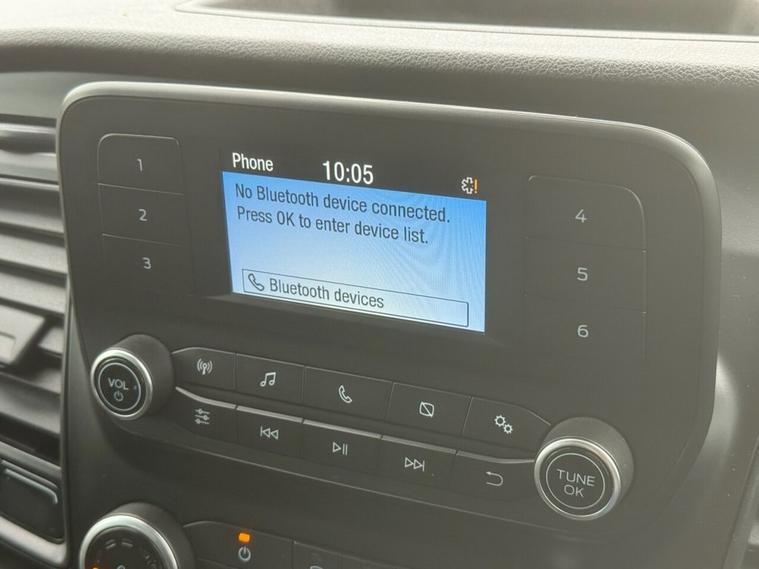 Phone 10:05
No Bluetooth device connected.
Press OK to enter device list.
Bluetooth devices
1
2
3
4
5
6
VOL
TUNE
OK